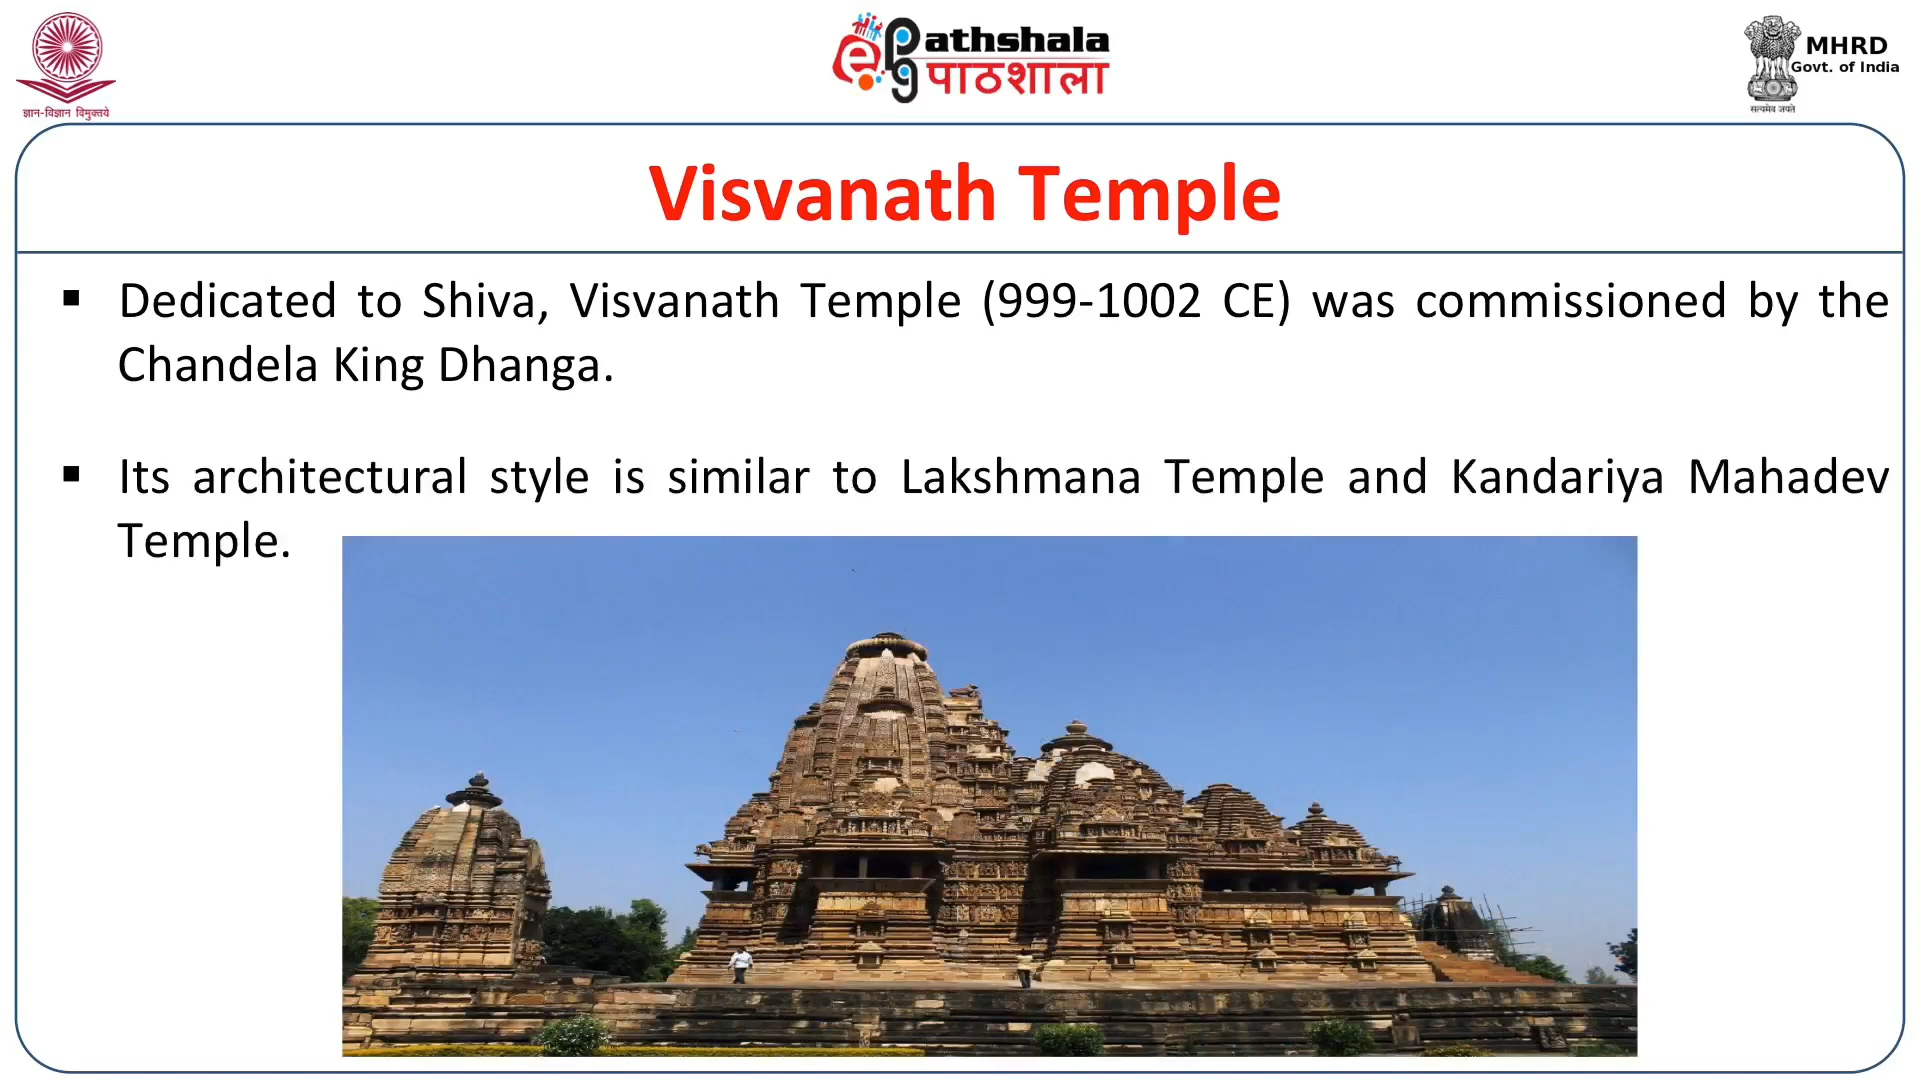 ज्ञान-विज्ञान विमुक्तये
ePathshala
pg पाठशाला
MHRD
Govt. of India
सत्यमेव जयते
Visvanath Temple
▪ Dedicated to Shiva, Visvanath Temple (999-1002 CE) was commissioned by the
Chandela King Dhanga.
▪ Its architectural style is similar to Lakshmana Temple and Kandariya Mahadev
Temple.